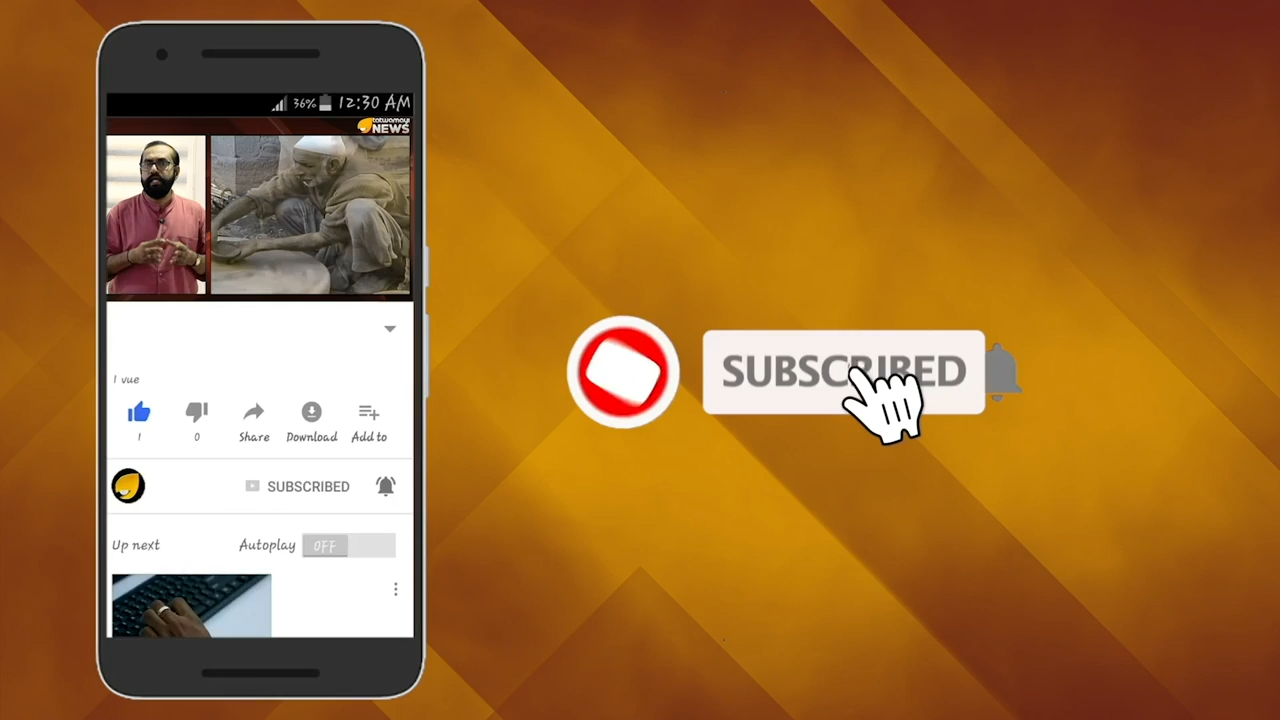 36% 12:30 AM
tatwamayi
NEWS
1 vue
1 0 Share Download Add to
SUBSCRIBED
Up next Autoplay OFF
SUBSCRIBED